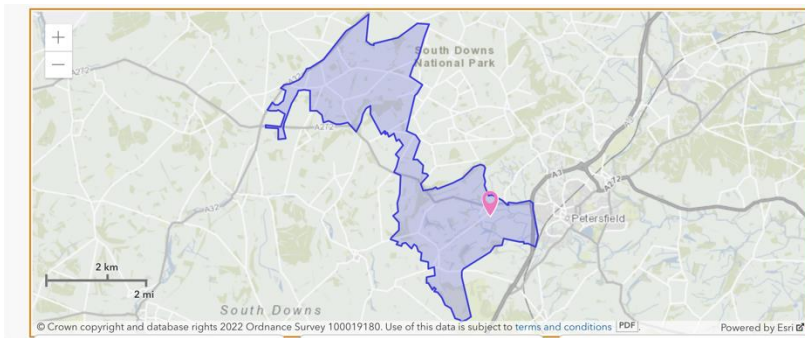 +
South Downs
National Park
−
A272
A272
A3
A32
A3
A272
Petersfield
2 km
2 mi
South Downs
© Crown copyright and database rights 2022 Ordnance Survey 100019180. Use of this data is subject to terms and conditions PDF
Powered by Esri